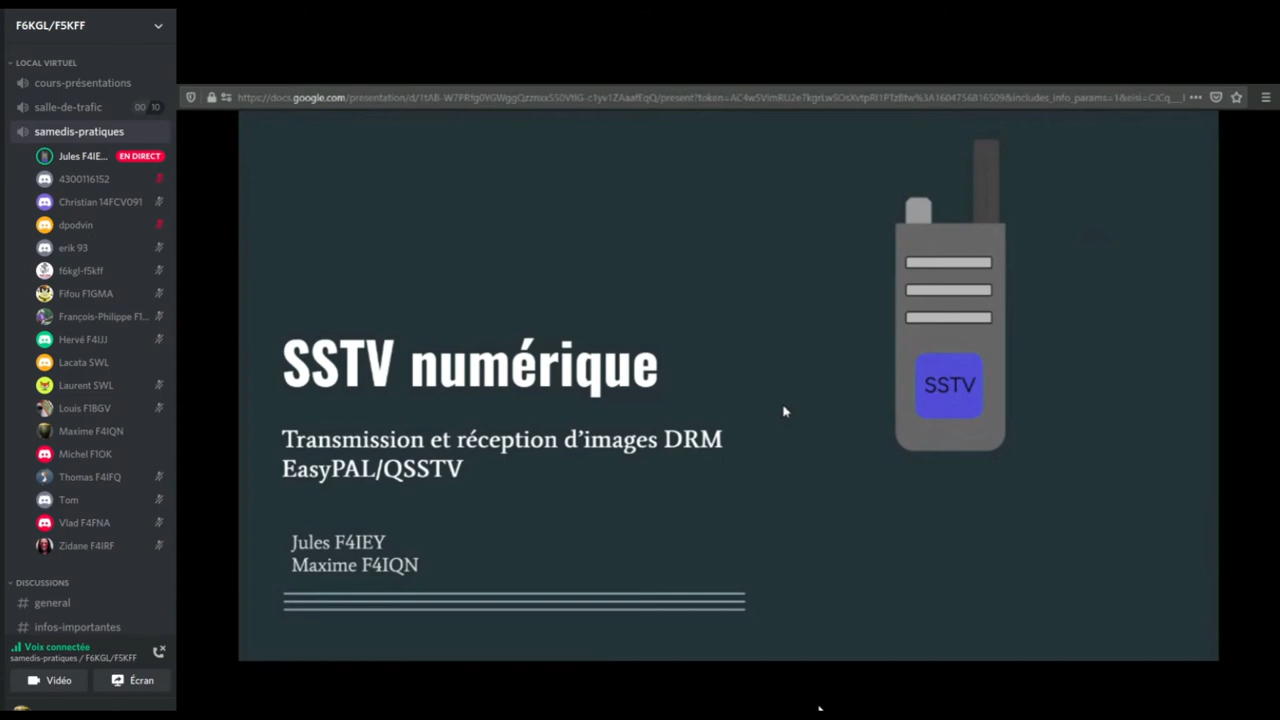 F6KGL/F5KFF
LOCAL VIRTUEL
cours-présentations
salle-de-trafic 00 10
samedis-pratiques
Jules F4IE... EN DIRECT
4300116152
Christian 14FCV091
dpodvin
erik 93
f6kgl-f5kff
Fifou F1GMA
François-Philippe F1...
Hervé F4IJJ
Lacata SWL
Laurent SWL
Louis F1BGV
Maxime F4IQN
Michel F1OK
Thomas F4IFQ
Tom
Vlad F4FNA
Zidane F4IRF
DISCUSSIONS
# general
# infos-importantes
Voix connectée
samedis-pratiques / F6KGL/F5KFF
Vidéo Écran
SSTV
SSTV numérique
Transmission et réception d’images DRM
EasyPAL/QSSTV
Jules F4IEY
Maxime F4IQN